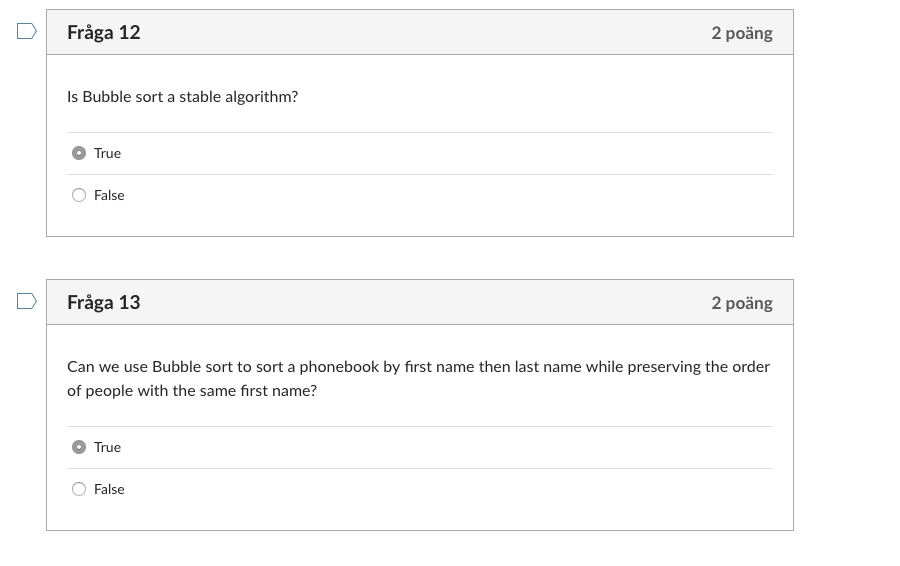 Fråga 12
2 poäng
Is Bubble sort a stable algorithm?
True
False
Fråga 13
2 poäng
Can we use Bubble sort to sort a phonebook by first name then last name while preserving the order
of people with the same first name?
True
False